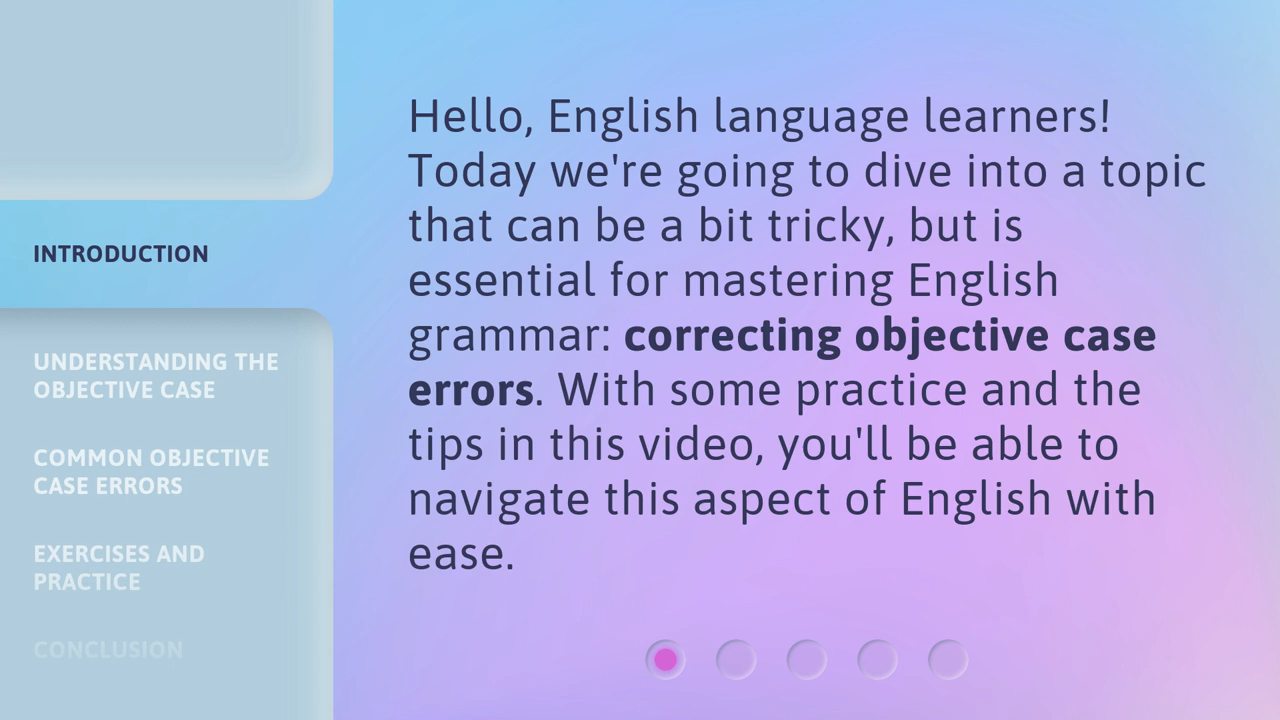 INTRODUCTION
UNDERSTANDING THE
OBJECTIVE CASE
COMMON OBJECTIVE
CASE ERRORS
EXERCISES AND
PRACTICE
CONCLUSION
Hello, English language learners!
Today we're going to dive into a topic
that can be a bit tricky, but is
essential for mastering English
grammar: correcting objective case
errors. With some practice and the
tips in this video, you'll be able to
navigate this aspect of English with
ease.